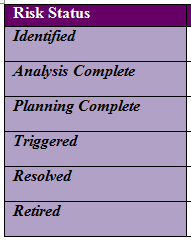 Risk Status
Identified
Analysis Complete
Planning Complete
Triggered
Resolved
Retired